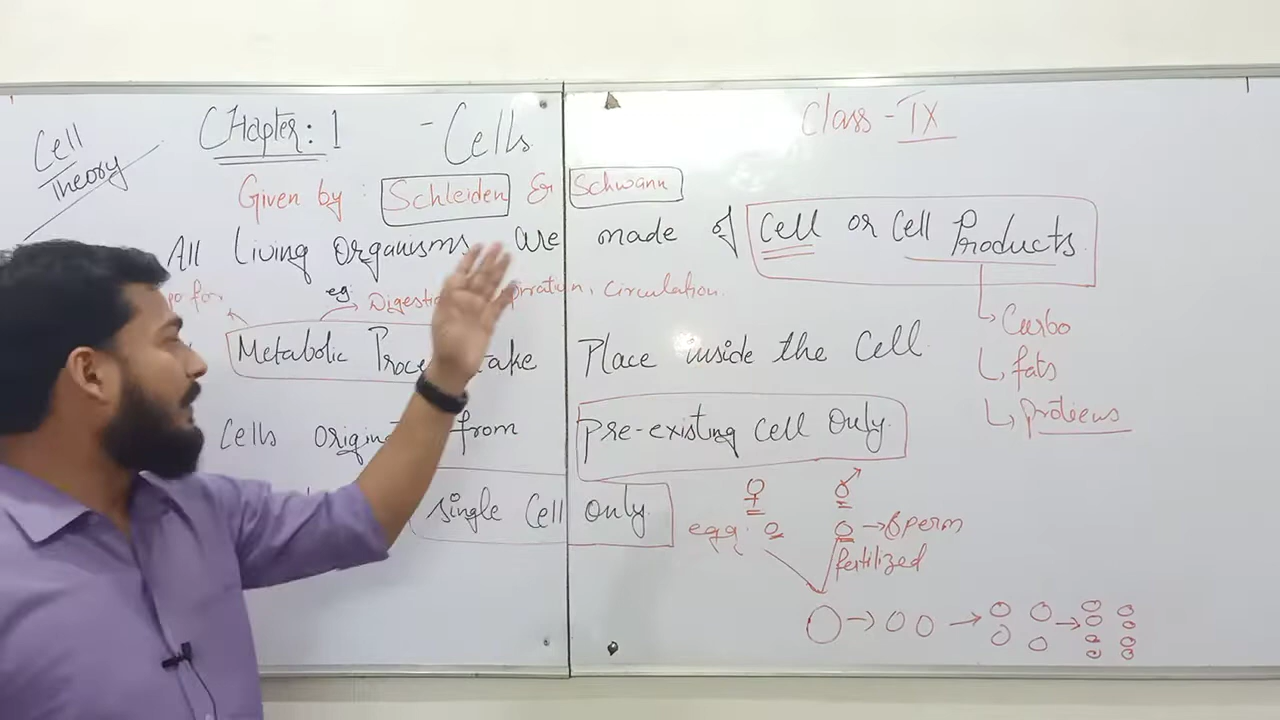 Cell
Theory
Chapter: 1 - Cells
Class - IX
Given by : Schleiden & Schwann
All Living Organisms are made of Cell or Cell Products
eg:
Circulation.
Carbo
Metabolic take Place inside the Cell
fats
Proteins
Cells from Pre-existing Cell Only.
Single Cell Only.
♀ ♂
egg. → Sperm
fertilized